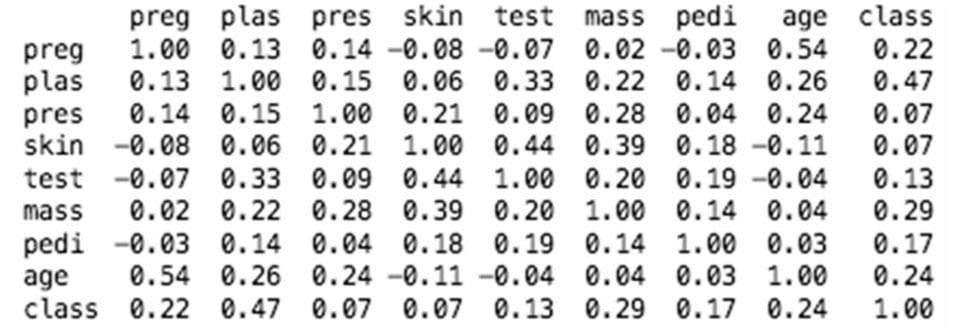 preg plas pres skin test mass pedi age class
preg 1.00 0.13 0.14 -0.08 -0.07 0.02 -0.03 0.54 0.22
plas 0.13 1.00 0.15 0.06 0.33 0.22 0.14 0.26 0.47
pres 0.14 0.15 1.00 0.21 0.09 0.28 0.04 0.24 0.07
skin -0.08 0.06 0.21 1.00 0.44 0.39 0.18 -0.11 0.07
test -0.07 0.33 0.09 0.44 1.00 0.20 0.19 -0.04 0.13
mass 0.02 0.22 0.28 0.39 0.20 1.00 0.14 0.04 0.29
pedi -0.03 0.14 0.04 0.18 0.19 0.14 1.00 0.03 0.17
age 0.54 0.26 0.24 -0.11 -0.04 0.04 0.03 1.00 0.24
class 0.22 0.47 0.07 0.07 0.13 0.29 0.17 0.24 1.00